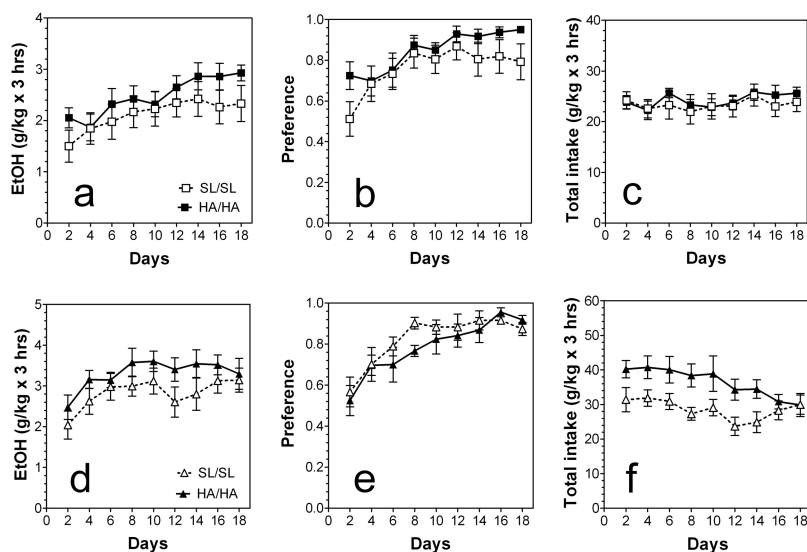 EtOH (g/kg x 3 hrs)
4
3
2
1
0
0 2 4 6 8 10 12 14 16 18
Days
a
SL/SL
HA/HA
Preference
1.0
0.8
0.6
0.4
0.2
0.0
0 2 4 6 8 10 12 14 16 18
Days
b
Total intake (g/kg x 3 hrs)
40
30
20
10
0
0 2 4 6 8 10 12 14 16 18
Days
c
EtOH (g/kg x 3 hrs)
5
4
3
2
1
0
0 2 4 6 8 10 12 14 16 18
Days
d
SL/SL
HA/HA
Preference
1.0
0.8
0.6
0.4
0.2
0.0
0 2 4 6 8 10 12 14 16 18
Days
e
Total intake (g/kg x 3 hrs)
60
50
40
30
20
10
0
0 2 4 6 8 10 12 14 16 18
Days
f